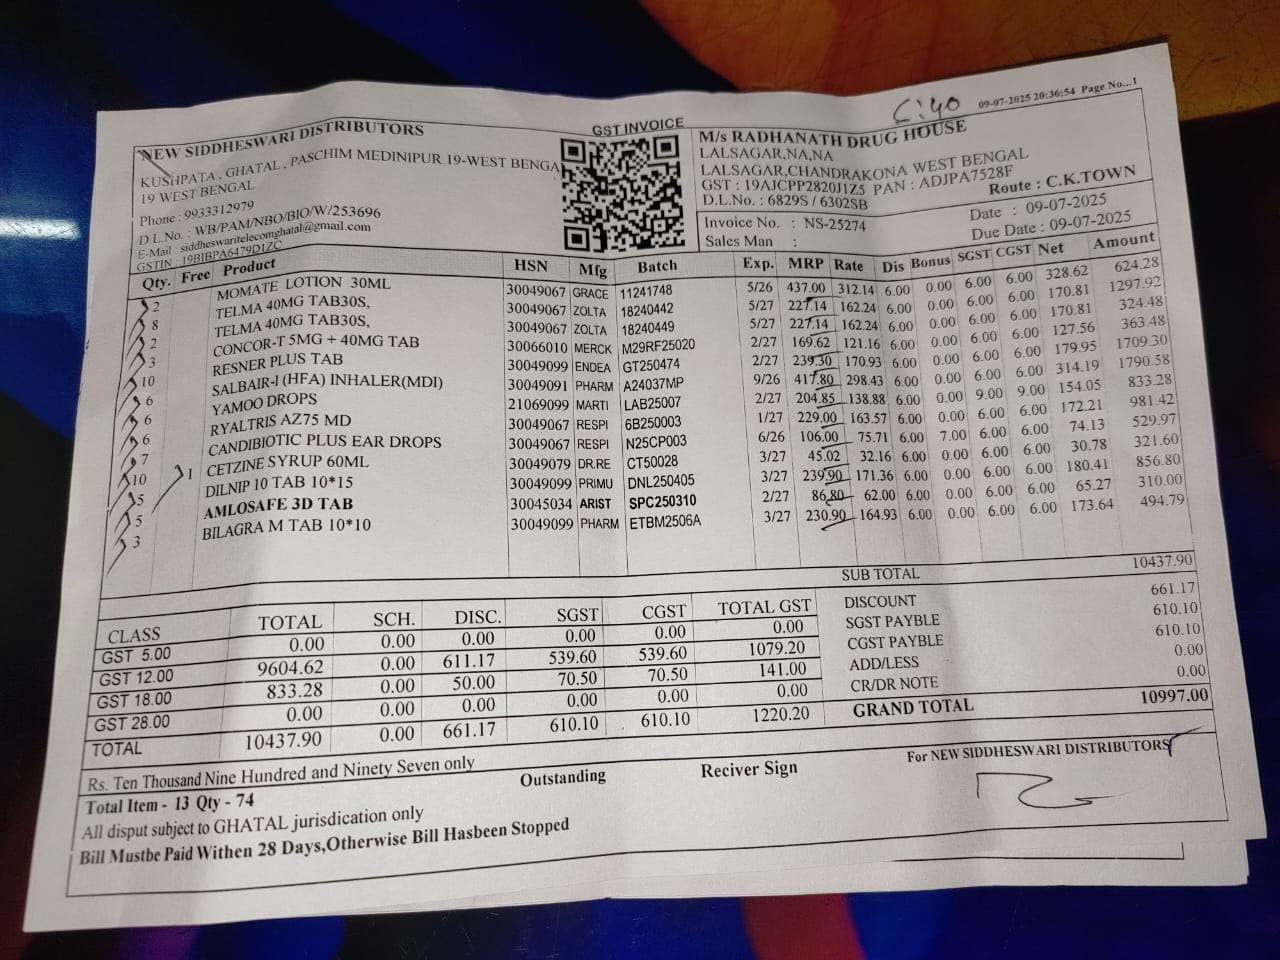 C:40
09-07-2025 20:36:54 Page No...1
GST INVOICE
NEW SIDDHESWARI DISTRIBUTORS
KUSHPATA , GHATAL , PASCHIM MEDINIPUR 19-WEST BENGA
19 WEST BENGAL
Phone : 9933312979
D.L.No. : WB/PAM/NBO/BIO/W/253696
E-Mail : siddheswaritelecomghatal@gmail.com
GSTIN : 19BIBPA6479D1ZC
M/s RADHANATH DRUG HOUSE
LALSAGAR,NA,NA
LALSAGAR,CHANDRAKONA WEST BENGAL
GST : 19AJCPP2820J1Z5 PAN : ADJPA7528F
D.L.No. : 6829S / 6302SB
Route : C.K.TOWN
Invoice No. : NS-25274
Date : 09-07-2025
Sales Man :
Due Date : 09-07-2025
Qty. Free Product HSN Mfg Batch Exp. MRP Rate Dis Bonus SGST CGST Net Amount
2 MOMATE LOTION 30ML 30049067 GRACE 11241748 5/26 437.00 312.14 6.00 0.00 6.00 6.00 328.62 624.28
8 TELMA 40MG TAB30S, 30049067 ZOLTA 18240442 5/27 227.14 162.24 6.00 0.00 6.00 6.00 170.81 1297.92
2 TELMA 40MG TAB30S, 30049067 ZOLTA 18240449 5/27 227.14 162.24 6.00 0.00 6.00 6.00 170.81 324.48
3 CONCOR-T 5MG + 40MG TAB 30066010 MERCK M29RF25020 2/27 169.62 121.16 6.00 0.00 6.00 6.00 127.56 363.48
10 RESNER PLUS TAB 30049099 ENDEA GT250474 2/27 239.30 170.93 6.00 0.00 6.00 6.00 179.95 1709.30
6 SALBAIR-I (HFA) INHALER(MDI) 30049091 PHARM A24037MP 9/26 417.80 298.43 6.00 0.00 6.00 6.00 314.19 1790.58
6 YAMOO DROPS 21069099 MARTI LAB25007 2/27 204.85 138.88 6.00 0.00 9.00 9.00 154.05 833.28
6 RYALTRIS AZ75 MD 30049067 RESPI 6B250003 1/27 229.00 163.57 6.00 0.00 6.00 6.00 172.21 981.42
7 CANDIBIOTIC PLUS EAR DROPS 30049067 RESPI N25CP003 6/26 106.00 75.71 6.00 7.00 6.00 6.00 74.13 529.97
10 1 CETZINE SYRUP 60ML 30049079 DR.RE CT50028 3/27 45.02 32.16 6.00 0.00 6.00 6.00 30.78 321.60
5 DILNIP 10 TAB 10*15 30049099 PRIMU DNL250405 3/27 239.90 171.36 6.00 0.00 6.00 6.00 180.41 856.80
5 AMLOSAFE 3D TAB 30045034 ARIST SPC250310 2/27 86.80 62.00 6.00 0.00 6.00 6.00 65.27 310.00
3 BILAGRA M TAB 10*10 30049099 PHARM ETBM2506A 3/27 230.90 164.93 6.00 0.00 6.00 6.00 173.64 494.79
SUB TOTAL 10437.90
CLASS TOTAL SCH. DISC. SGST CGST TOTAL GST
GST 5.00 0.00 0.00 0.00 0.00 0.00 0.00
GST 12.00 9604.62 0.00 611.17 539.60 539.60 1079.20
GST 18.00 833.28 0.00 50.00 70.50 70.50 141.00
GST 28.00 0.00 0.00 0.00 0.00 0.00 0.00
TOTAL 10437.90 0.00 661.17 610.10 610.10 1220.20
DISCOUNT 661.17
SGST PAYBLE 610.10
CGST PAYBLE 610.10
ADD/LESS 0.00
CR/DR NOTE 0.00
GRAND TOTAL 10997.00
Rs. Ten Thousand Nine Hundred and Ninety Seven only
Total Item - 13 Qty - 74
Outstanding
Reciver Sign
For NEW SIDDHESWARI DISTRIBUTORS
All disput subject to GHATAL jurisdication only
Bill Mustbe Paid Withen 28 Days,Otherwise Bill Hasbeen Stopped